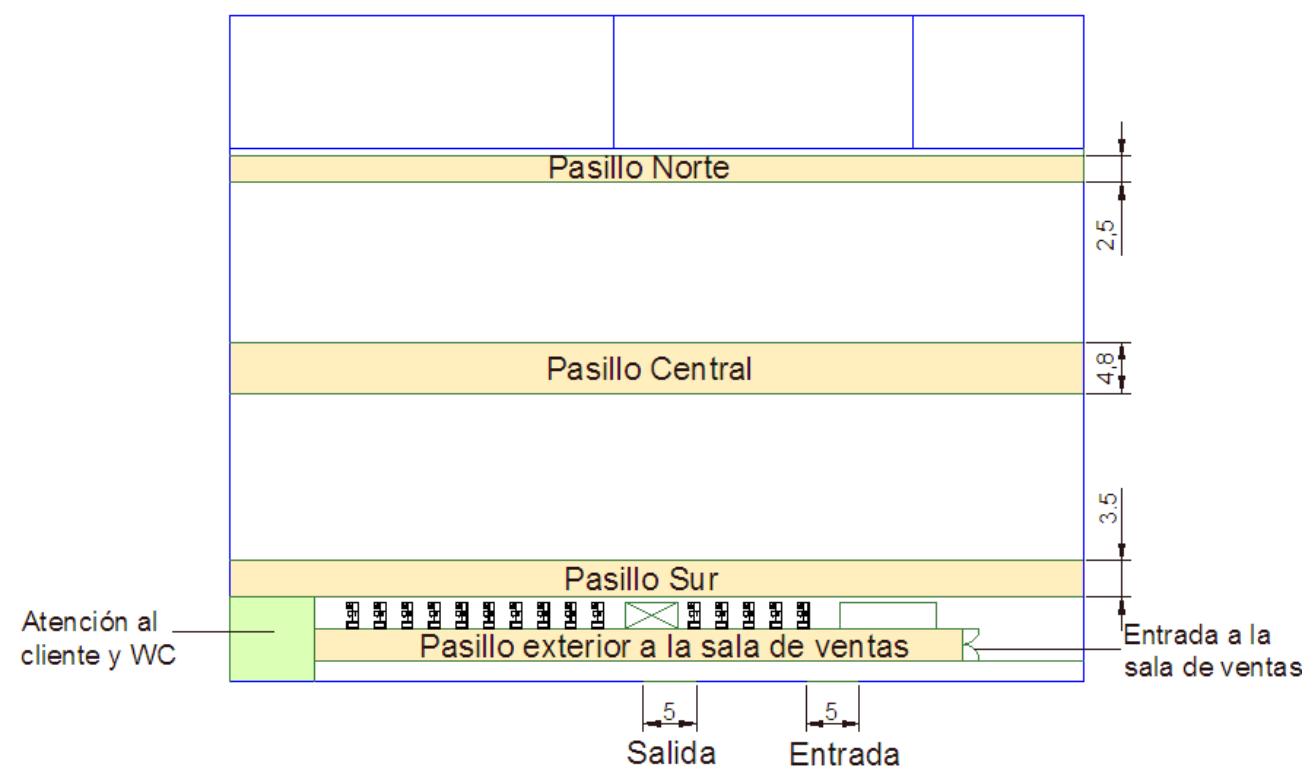 Pasillo Norte
2,5
Pasillo Central
4,8
3.5
Pasillo Sur
Atención al
cliente y WC
Pasillo exterior a la sala de ventas
Entrada a la
sala de ventas
5
5
Salida
Entrada